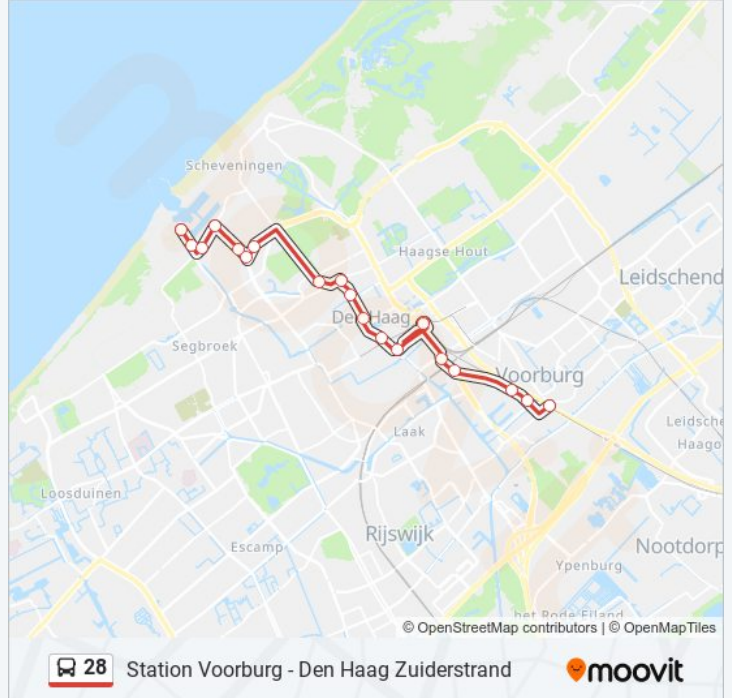 Scheveningen
Haagse Hout
Leidschend
Den Haag
Segbroek
Voorburg
Laak
Leidsche
Haago
Loosduinen
Rijswijk
Escamp
Nootdorp
Ypenburg
het Rode Eiland
© OpenStreetMap contributors | © OpenMapTiles
28 Station Voorburg - Den Haag Zuiderstrand moovit